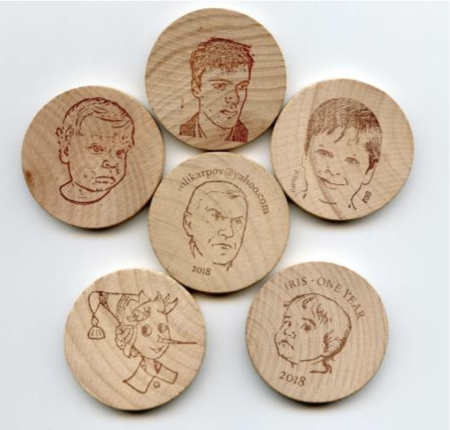 olikarpov@yahoo.com
2018
IRIS - ONE YEAR
2018